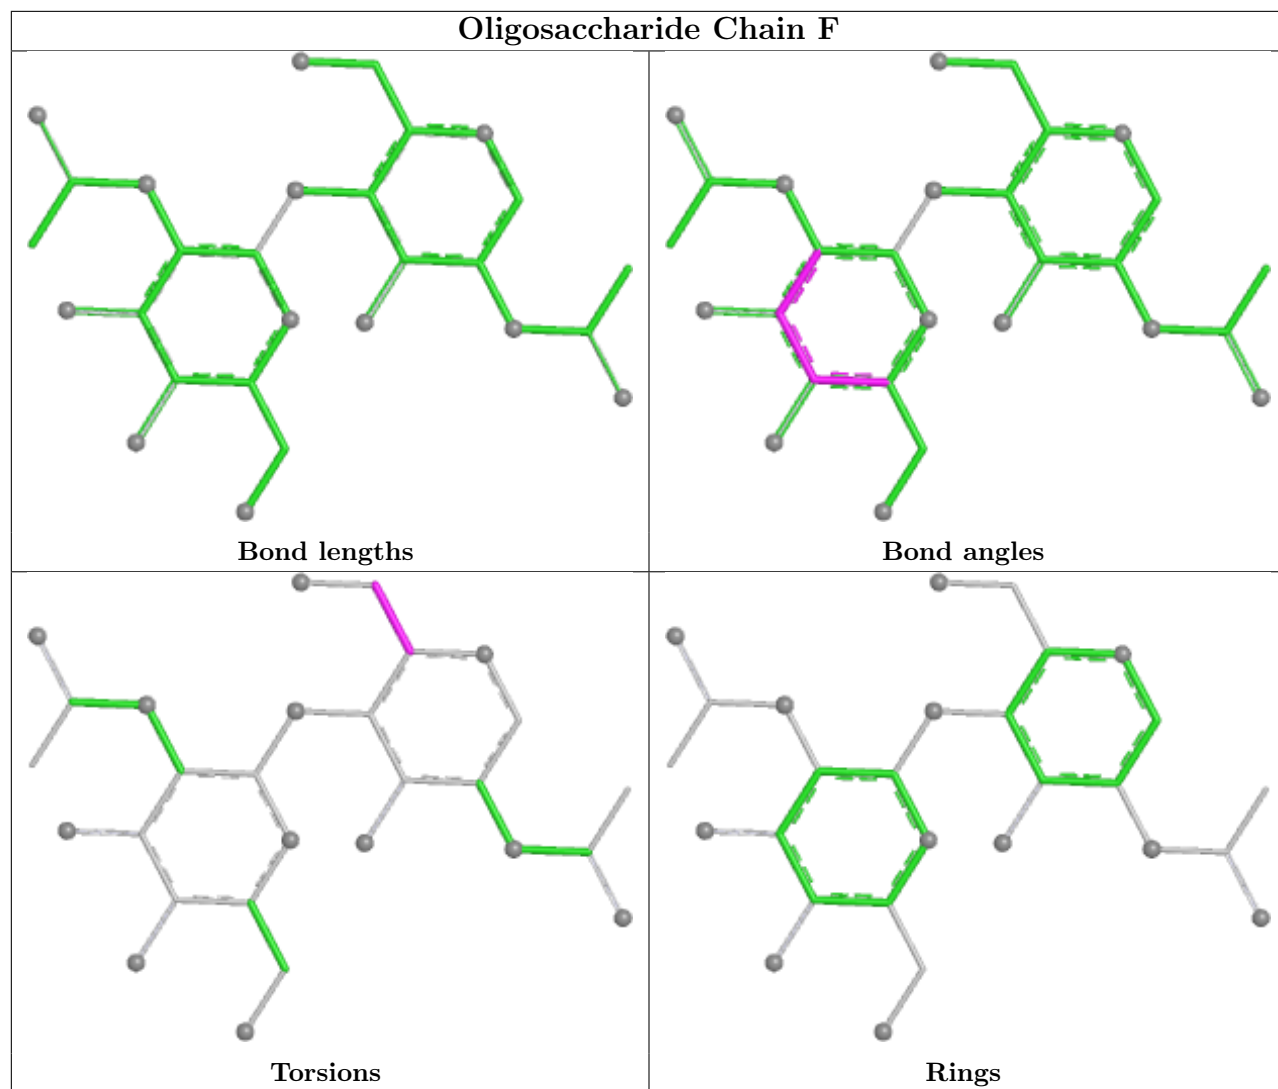 Oligosaccharide Chain F
Bond lengths
Bond angles
Torsions
Rings